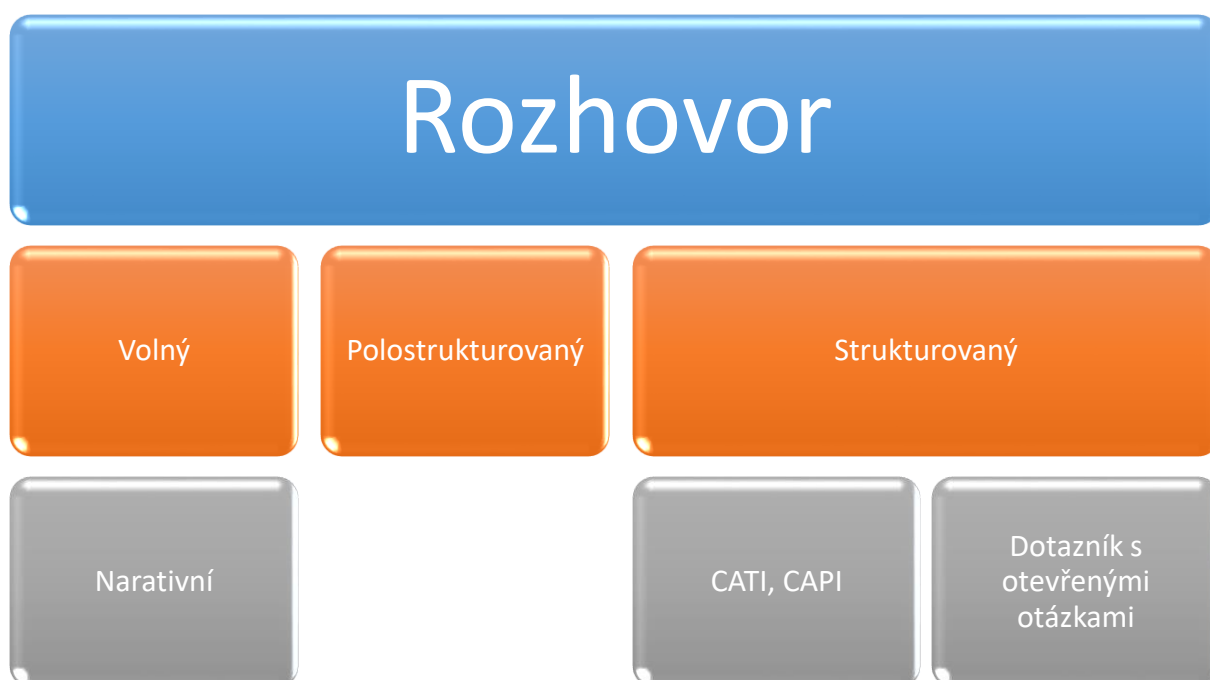 Rozhovor
Volný
Polostrukturovaný
Strukturovaný
Narativní
CATI, CAPI
Dotazník s
otevřenými
otázkami